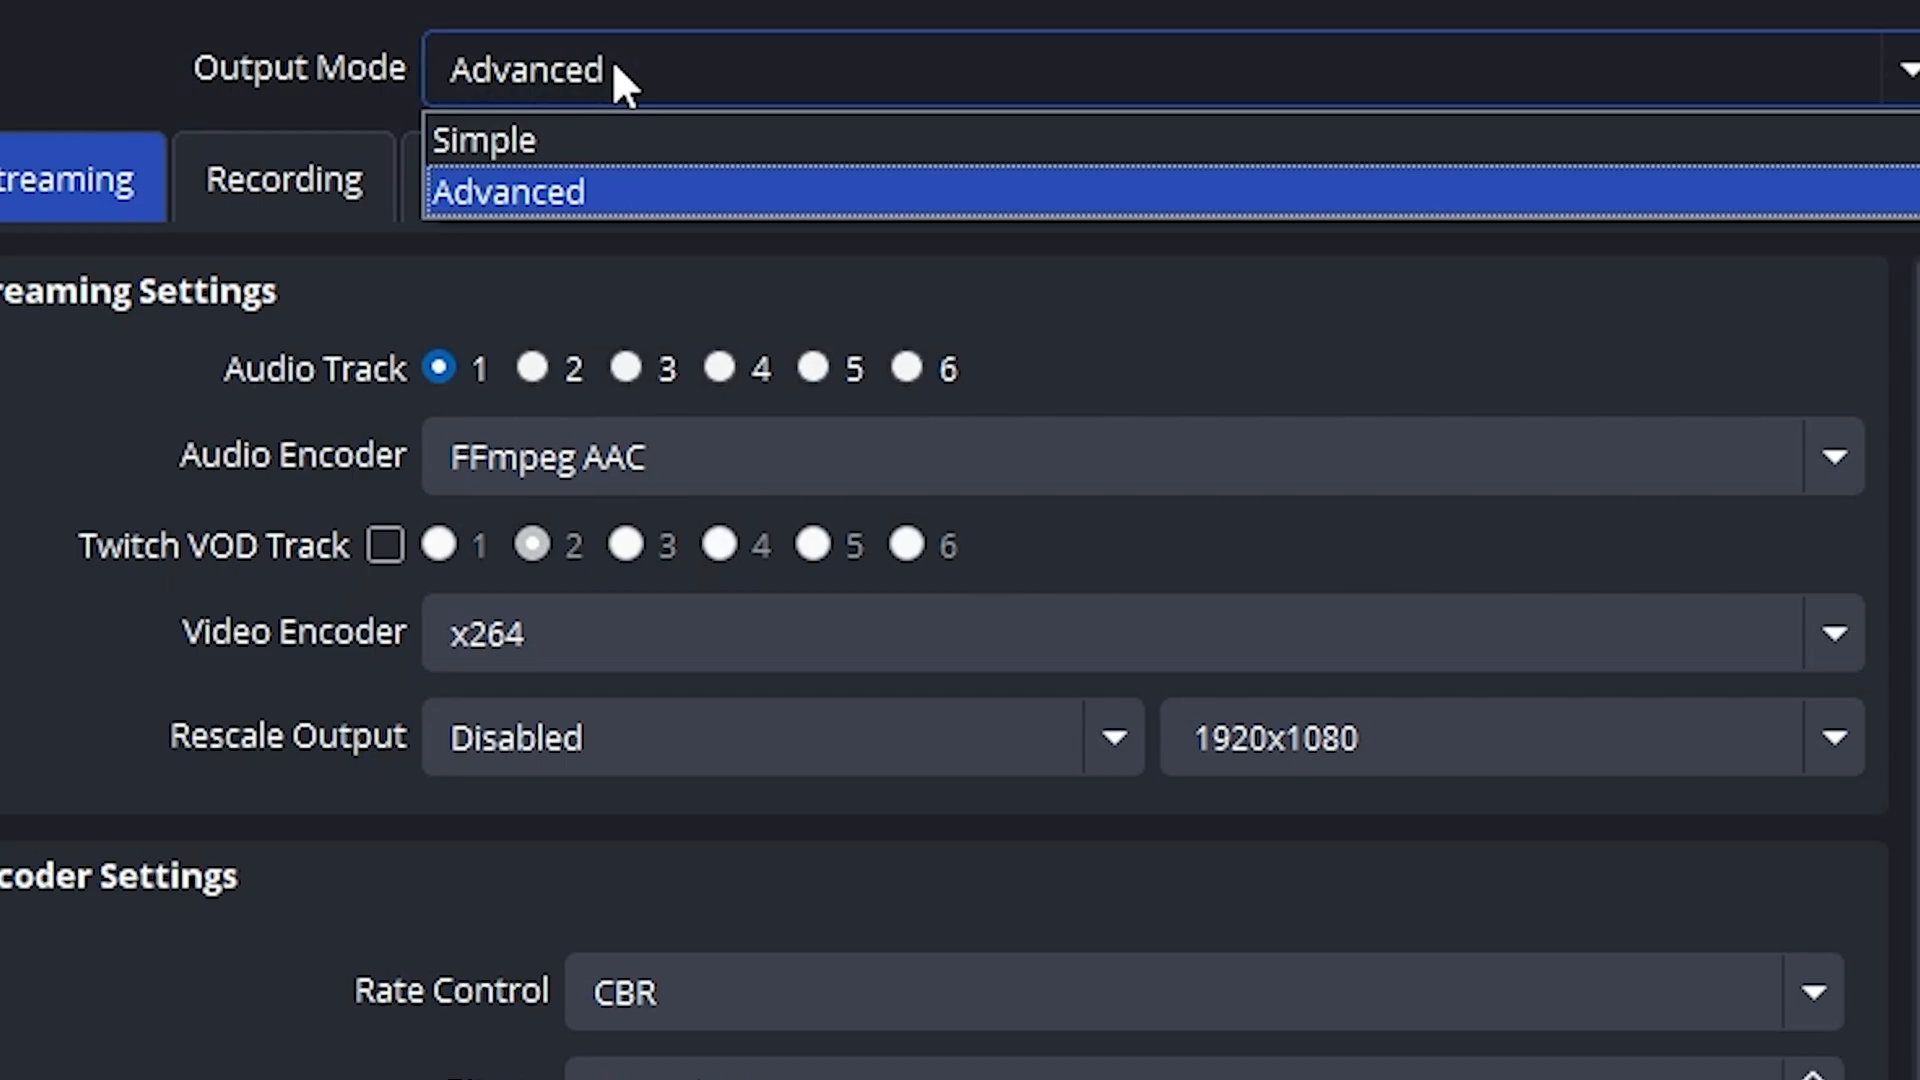 Output Mode Advanced
Simple
treaming Recording Advanced
reaming Settings
Audio Track 1 2 3 4 5 6
Audio Encoder FFmpeg AAC
Twitch VOD Track 1 2 3 4 5 6
Video Encoder x264
Rescale Output Disabled 1920x1080
coder Settings
Rate Control CBR